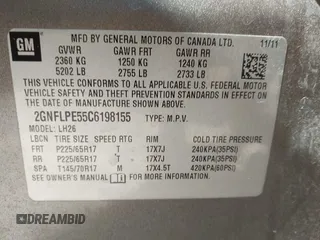 GM
MFD BY GENERAL MOTORS OF CANADA LTD.
11/11
GVWR GAWR FRT GAWR RR
2360 KG 1250 KG 1240 KG
5202 LB 2755 LB 2733 LB
THIS VEHICLE CONFORMS TO ALL APPLICABLE U.S. FEDERAL
MOTOR VEHICLE SAFETY, BUMPER, AND THEFT PREVENTION STANDARDS
IN EFFECT ON THE DATE OF MANUFACTURE SHOWN ABOVE.
2GNFLPE55C6198155 TYPE: M.P.V.
MODEL: LH26
LBCN TIRE SIZE SPEED RTG RIM COLD TIRE PRESSURE
FRT P225/65R17 T 17X7J 240KPA(35PSI)
RR P225/65R17 T 17X7J 240KPA(35PSI)
SP T145/70R17 M 17X4.5T 420KPA(60PSI)
SEE OWNER'S MANUAL
DREAMBID